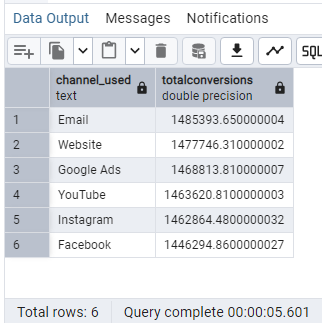 Data Output Messages Notifications
SQL
channel_used totalconversions
text double precision
1 Email 1485393.650000004
2 Website 1477746.310000002
3 Google Ads 1468813.810000007
4 YouTube 1463620.8100000003
5 Instagram 1462864.4800000032
6 Facebook 1446294.8600000027
Total rows: 6 Query complete 00:00:05.601